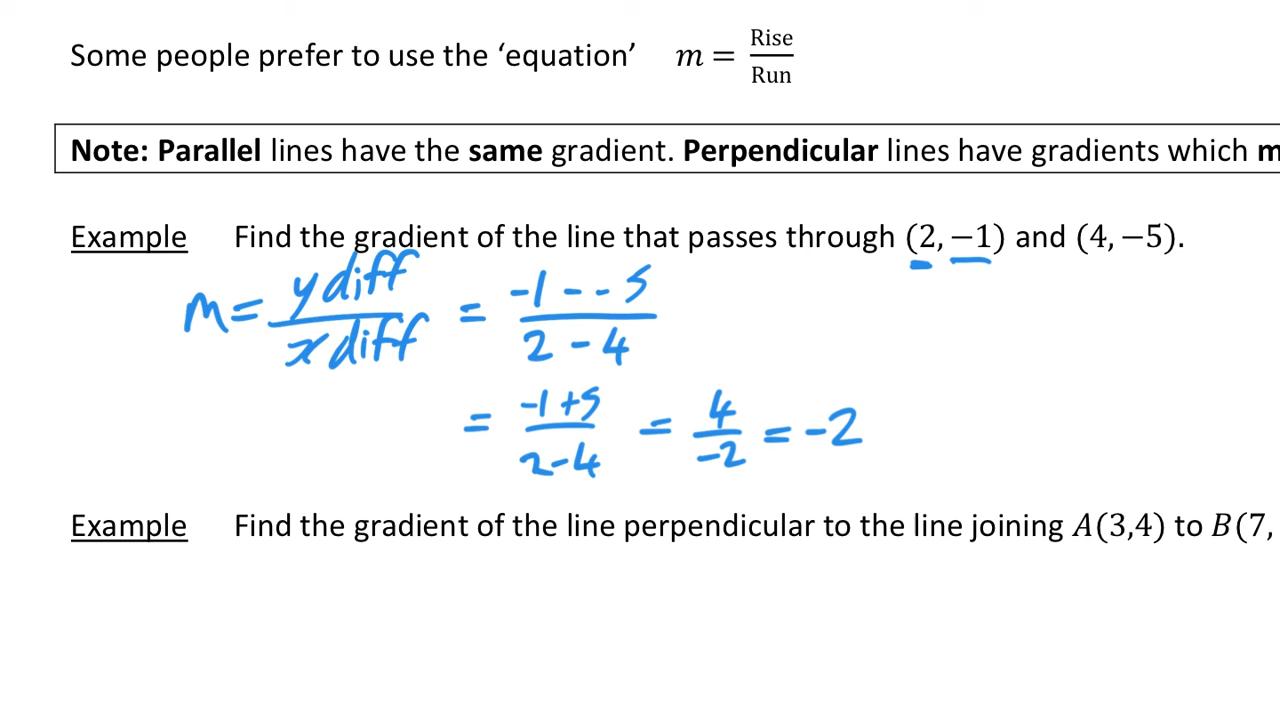 Some people prefer to use the ‘equation’ m = Rise/Run
Note: Parallel lines have the same gradient. Perpendicular lines have gradients which m
Example Find the gradient of the line that passes through (2, −1) and (4, −5).
m = y diff / x diff = -1 - - 5 / 2 - 4
= -1+5 / 2-4 = 4 / -2 = -2
Example Find the gradient of the line perpendicular to the line joining A(3,4) to B(7,